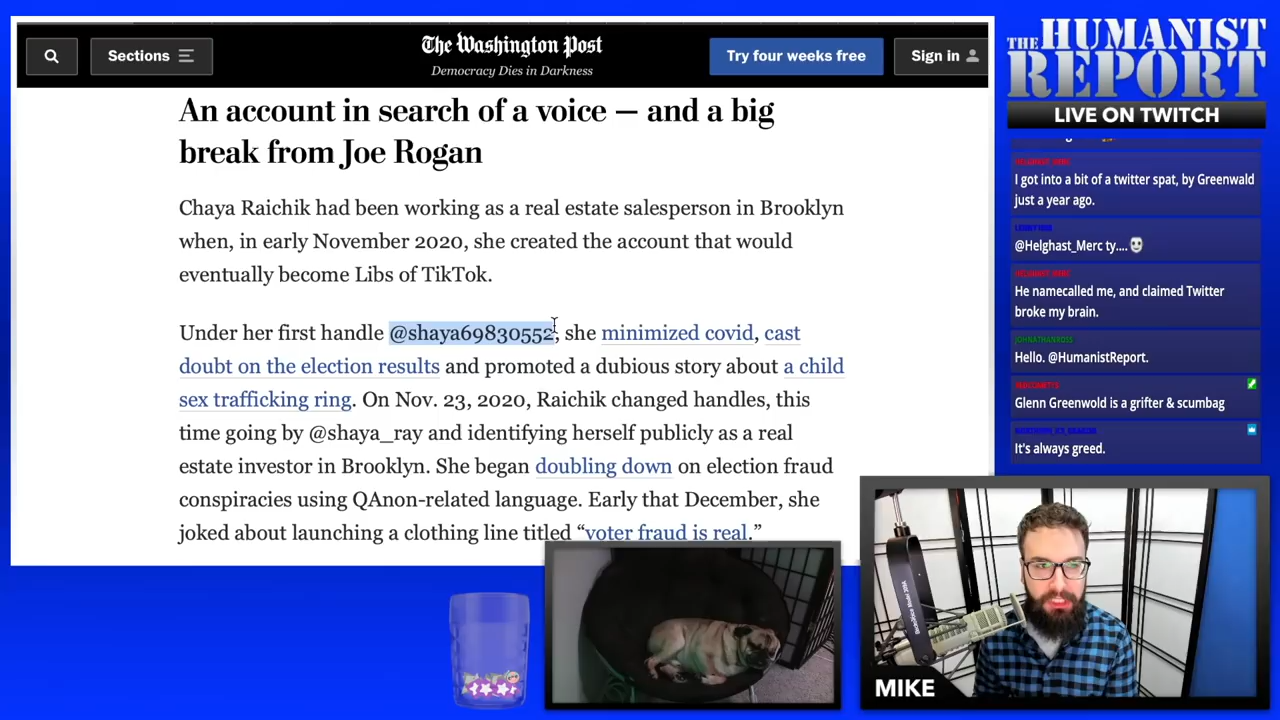 Sections
The Washington Post
Democracy Dies in Darkness
Try four weeks free
Sign in
An account in search of a voice — and a big
break from Joe Rogan
Chaya Raichik had been working as a real estate salesperson in Brooklyn
when, in early November 2020, she created the account that would
eventually become Libs of TikTok.
Under her first handle @shaya69830552, she minimized covid, cast
doubt on the election results and promoted a dubious story about a child
sex trafficking ring. On Nov. 23, 2020, Raichik changed handles, this
time going by @shaya_ray and identifying herself publicly as a real
estate investor in Brooklyn. She began doubling down on election fraud
conspiracies using QAnon-related language. Early that December, she
joked about launching a clothing line titled “voter fraud is real.”
THE HUMANIST
REPORT
LIVE ON TWITCH
HELGHAST_MERC
I got into a bit of a twitter spat, by Greenwald
just a year ago.
@Helghast_Merc ty....
HELGHAST_MERC
He namecalled me, and claimed Twitter
broke my brain.
JOHNATHANROSS
Hello. @HumanistReport.
Glenn Greenwold is a grifter & scumbag
It's always greed.
MIKE